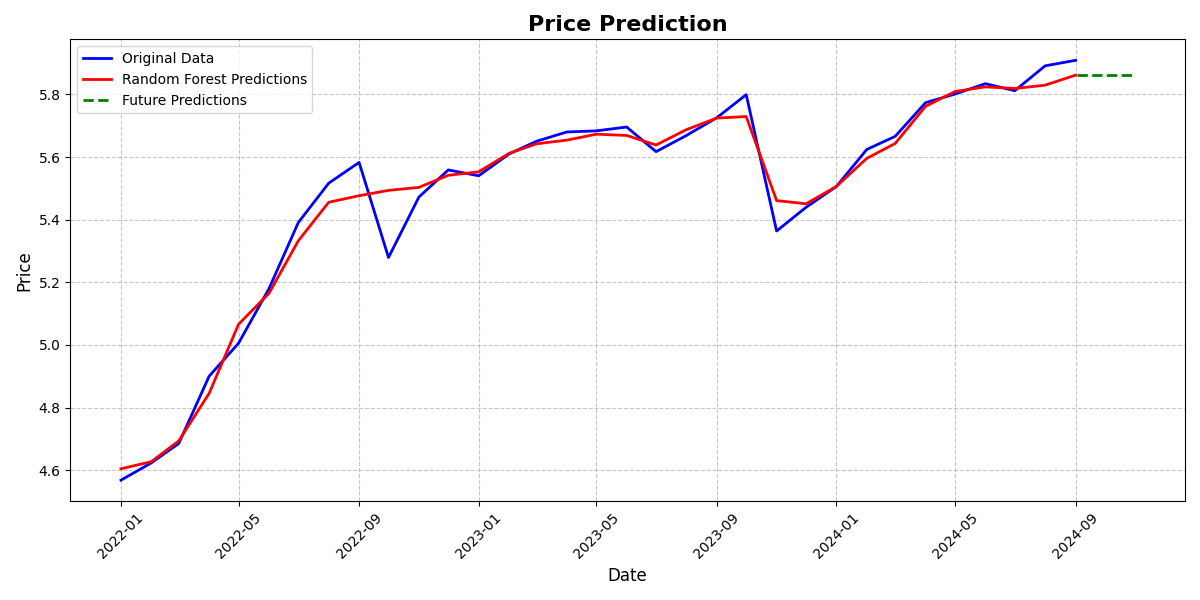 Price Prediction
Original Data
Random Forest Predictions
Future Predictions
Price
5.8
5.6
5.4
5.2
5.0
4.8
4.6
2022-01
2022-05
2022-09
2023-01
2023-05
2023-09
2024-01
2024-05
2024-09
Date